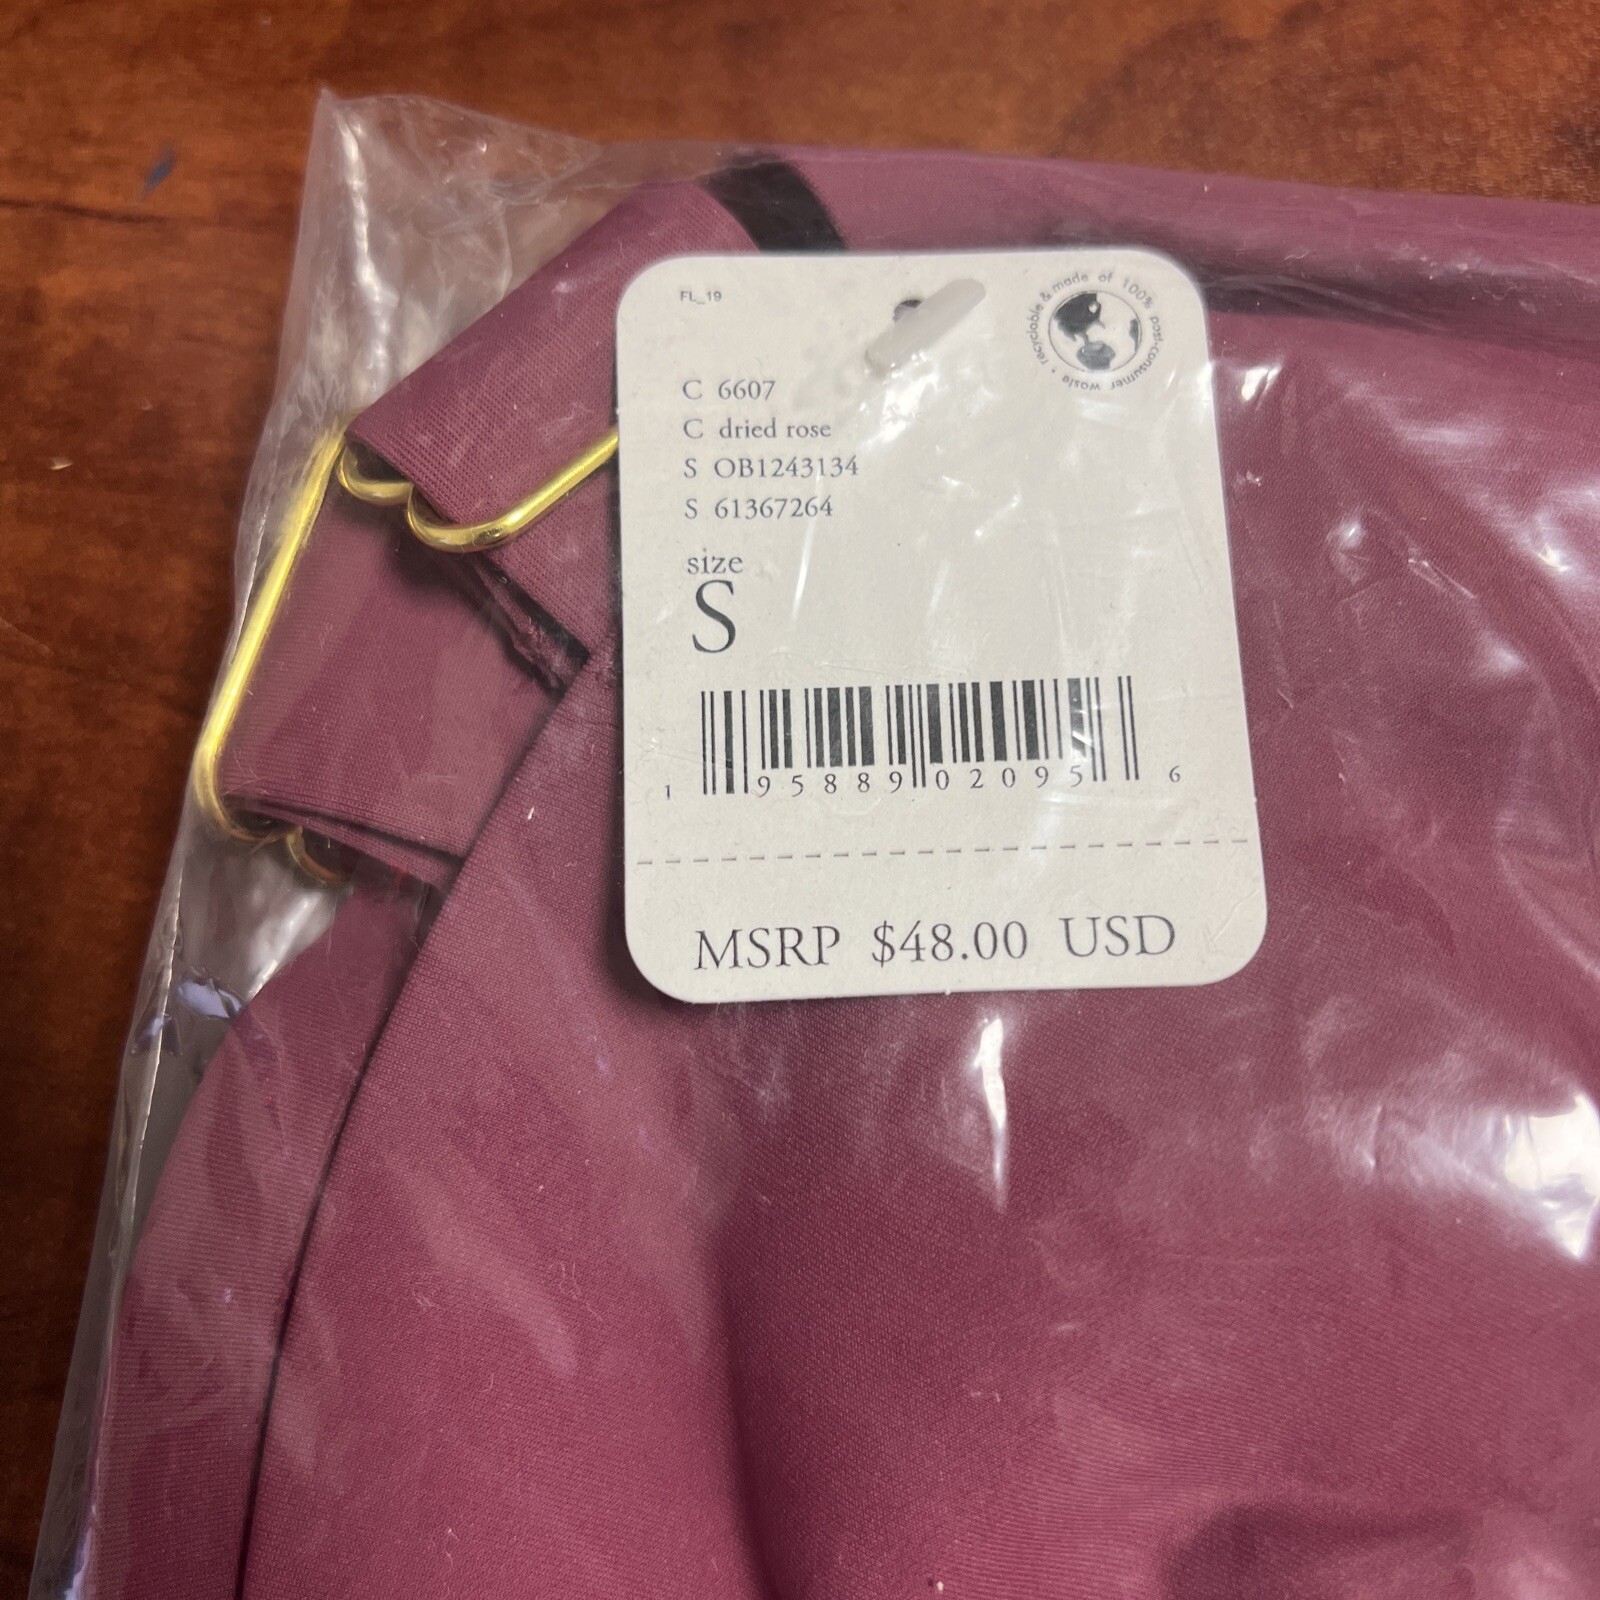 FL_19
recyclable & made of 100% post-consumer waste •
C 6607
C dried rose
S OB1243134
S 61367264
size
S
1 95889 02095 6
MSRP $48.00 USD